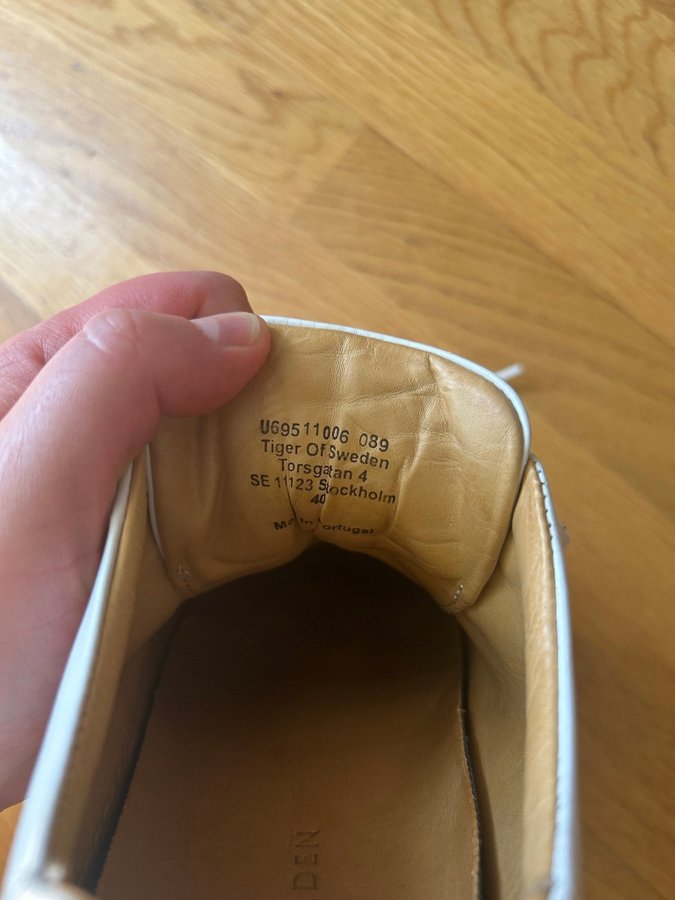 U69511006 089
Tiger Of Sweden
Torsgatan 4
SE 11123 Stockholm
40
Made in Portugal
DEN